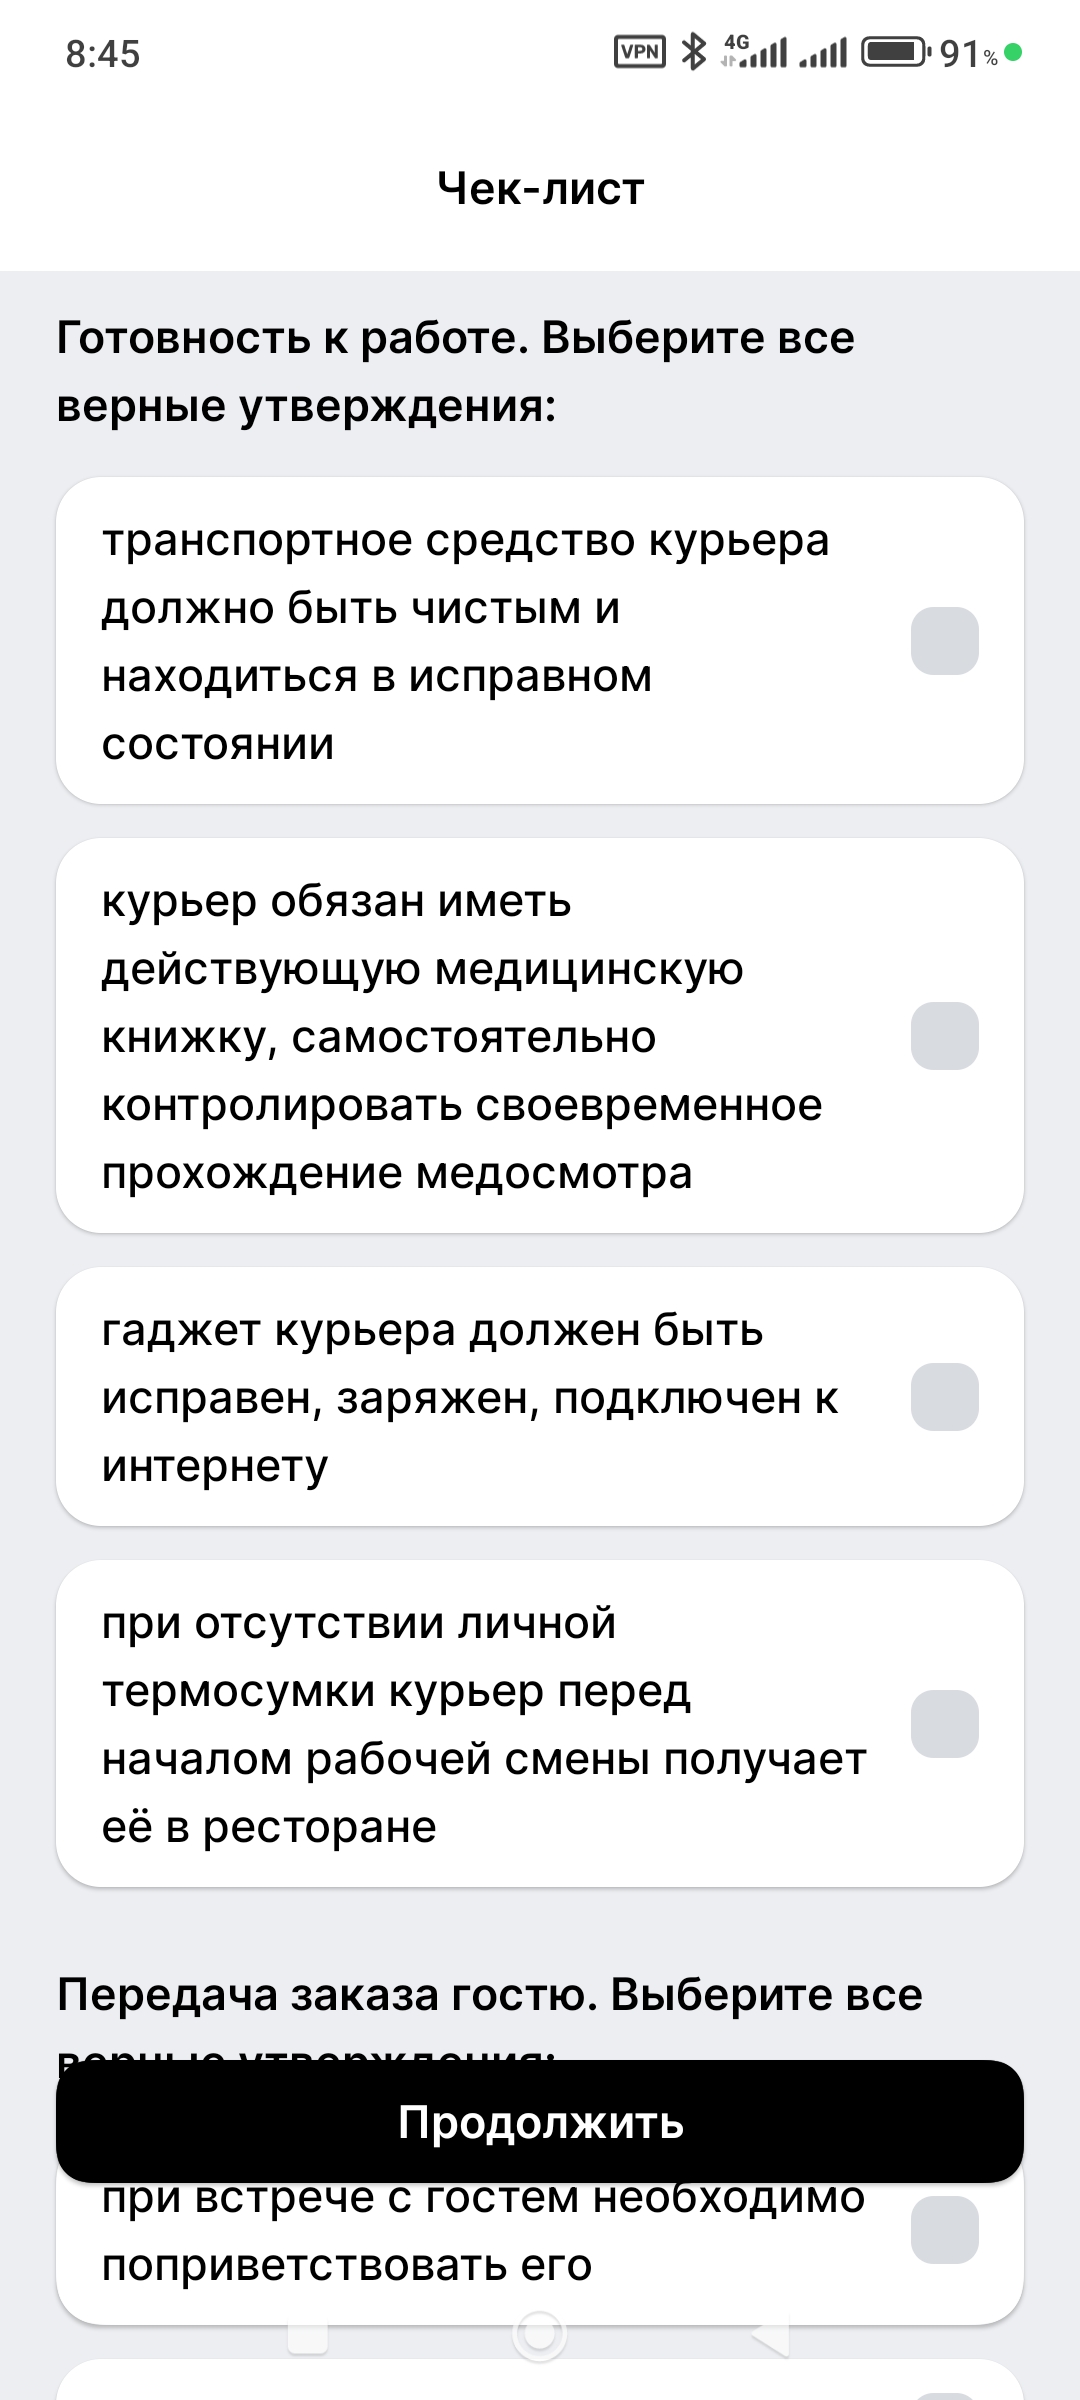 8:45
VPN 4G 91%
Чек-лист
Готовность к работе. Выберите все
верные утверждения:
транспортное средство курьера
должно быть чистым и
находиться в исправном
состоянии
курьер обязан иметь
действующую медицинскую
книжку, самостоятельно
контролировать своевременное
прохождение медосмотра
гаджет курьера должен быть
исправен, заряжен, подключен к
интернету
при отсутствии личной
термосумки курьер перед
началом рабочей смены получает
её в ресторане
Передача заказа гостю. Выберите все
верные утверждения:
Продолжить
при встрече с гостем необходимо
поприветствовать его